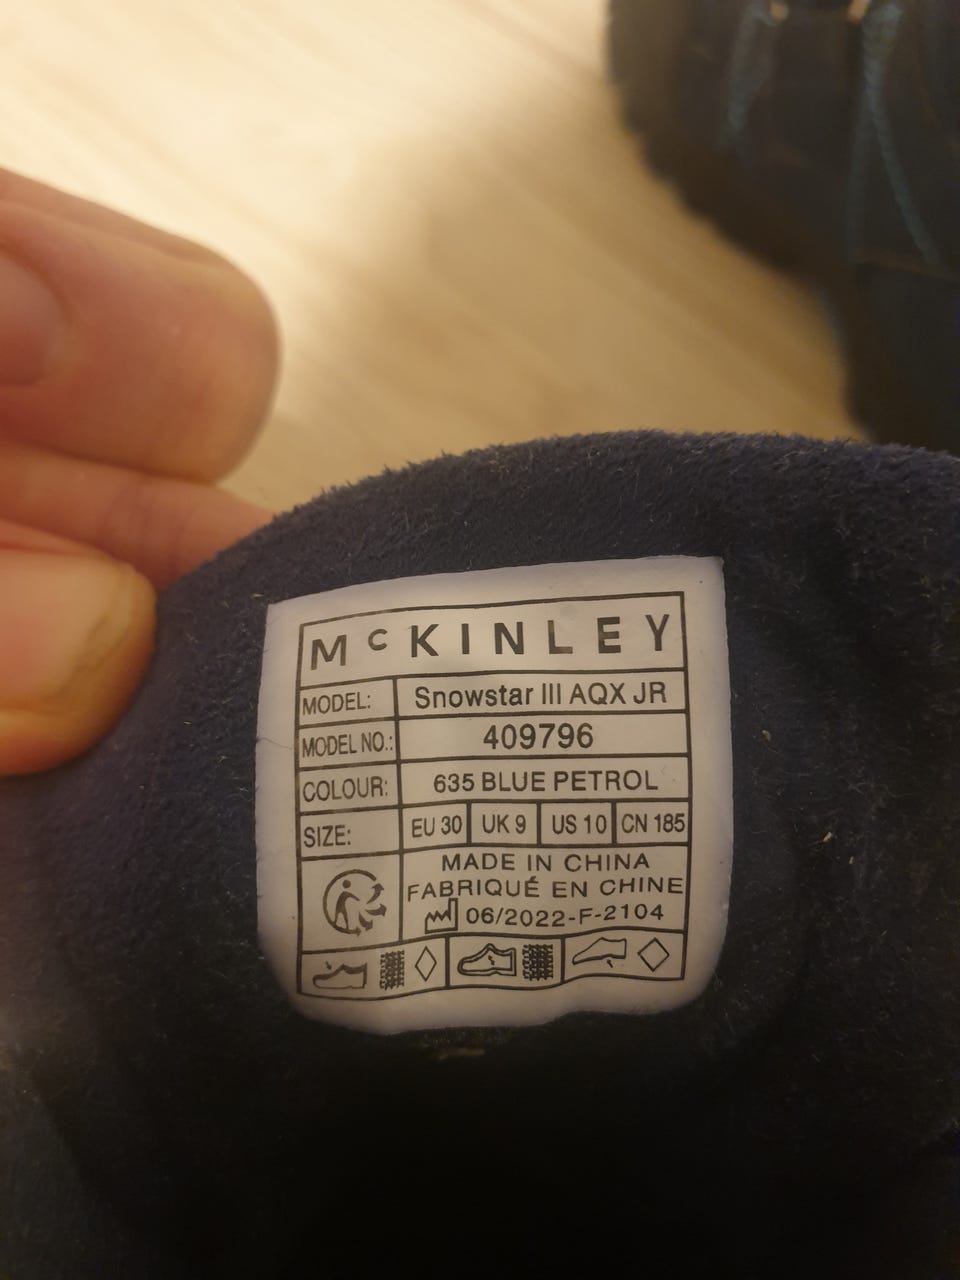 McKINLEY
MODEL: Snowstar III AQX JR
MODEL NO.: 409796
COLOUR: 635 BLUE PETROL
SIZE: EU 30 UK 9 US 10 CN 185
MADE IN CHINA
FABRIQUÉ EN CHINE
06/2022-F-2104